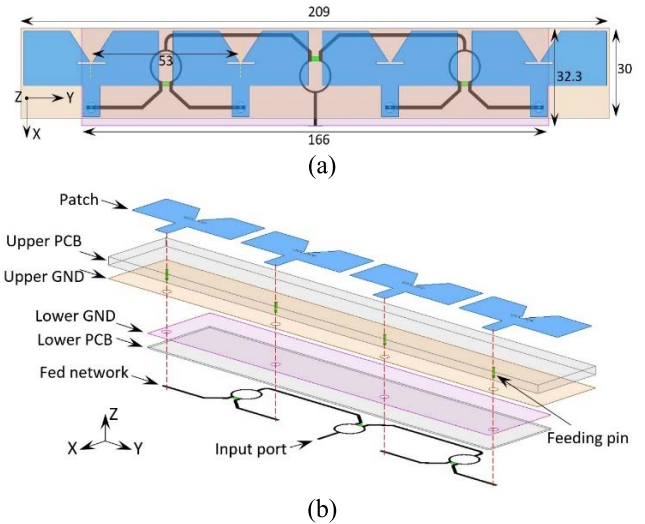 209
53
32.3
30
Z
Y
X
166
(a)
Patch
Upper PCB
Upper GND
Lower GND
Lower PCB
Fed network
Feeding pin
Input port
Z
X
Y
(b)